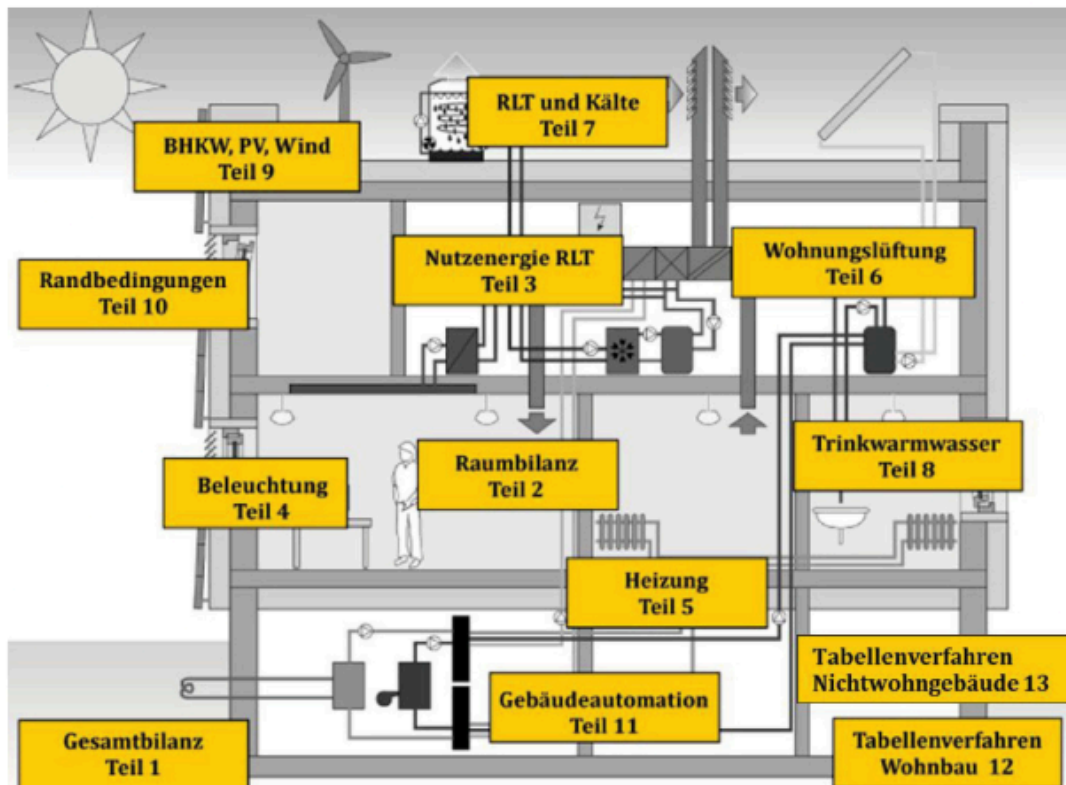 RLT und Kälte
Teil 7
BHKW, PV, Wind
Teil 9
Nutzenergie RLT
Teil 3
Wohnungslüftung
Teil 6
Randbedingungen
Teil 10
Raumbilanz
Teil 2
Trinkwarmwasser
Teil 8
Beleuchtung
Teil 4
Heizung
Teil 5
Tabellenverfahren
Nichtwohngebäude 13
Gebäudeautomation
Teil 11
Gesamtbilanz
Teil 1
Tabellenverfahren
Wohnbau 12